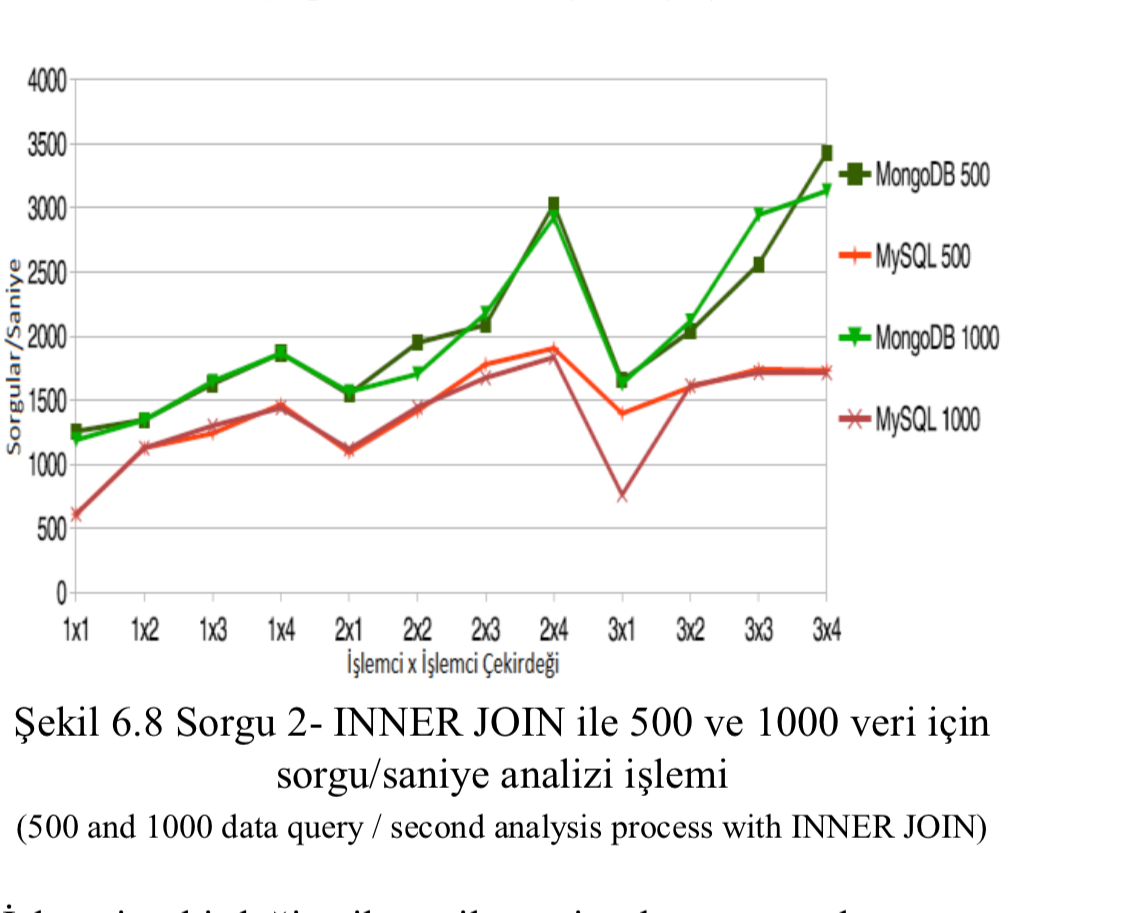 4000
3500
3000
2500
2000
1500
1000
500
0
Sorgular/Saniye
1x1 1x2 1x3 1x4 2x1 2x2 2x3 2x4 3x1 3x2 3x3 3x4
İşlemci x İşlemci Çekirdeği
MongoDB 500
MySQL 500
MongoDB 1000
MySQL 1000
Şekil 6.8 Sorgu 2- INNER JOIN ile 500 ve 1000 veri için
sorgu/saniye analizi işlemi
(500 and 1000 data query / second analysis process with INNER JOIN)